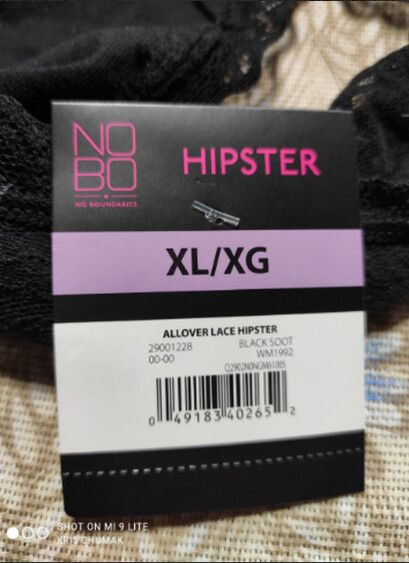 NO
BO
NO BOUNDARIES
HIPSTER
XL/XG
ALLOVER LACE HIPSTER
29001228 BLACK SOOT
00-00 WM1992
Q2902N0NGM61005
0 49183 40265 2
SHOT ON MI 9 LITE
KRIS CHUMAK